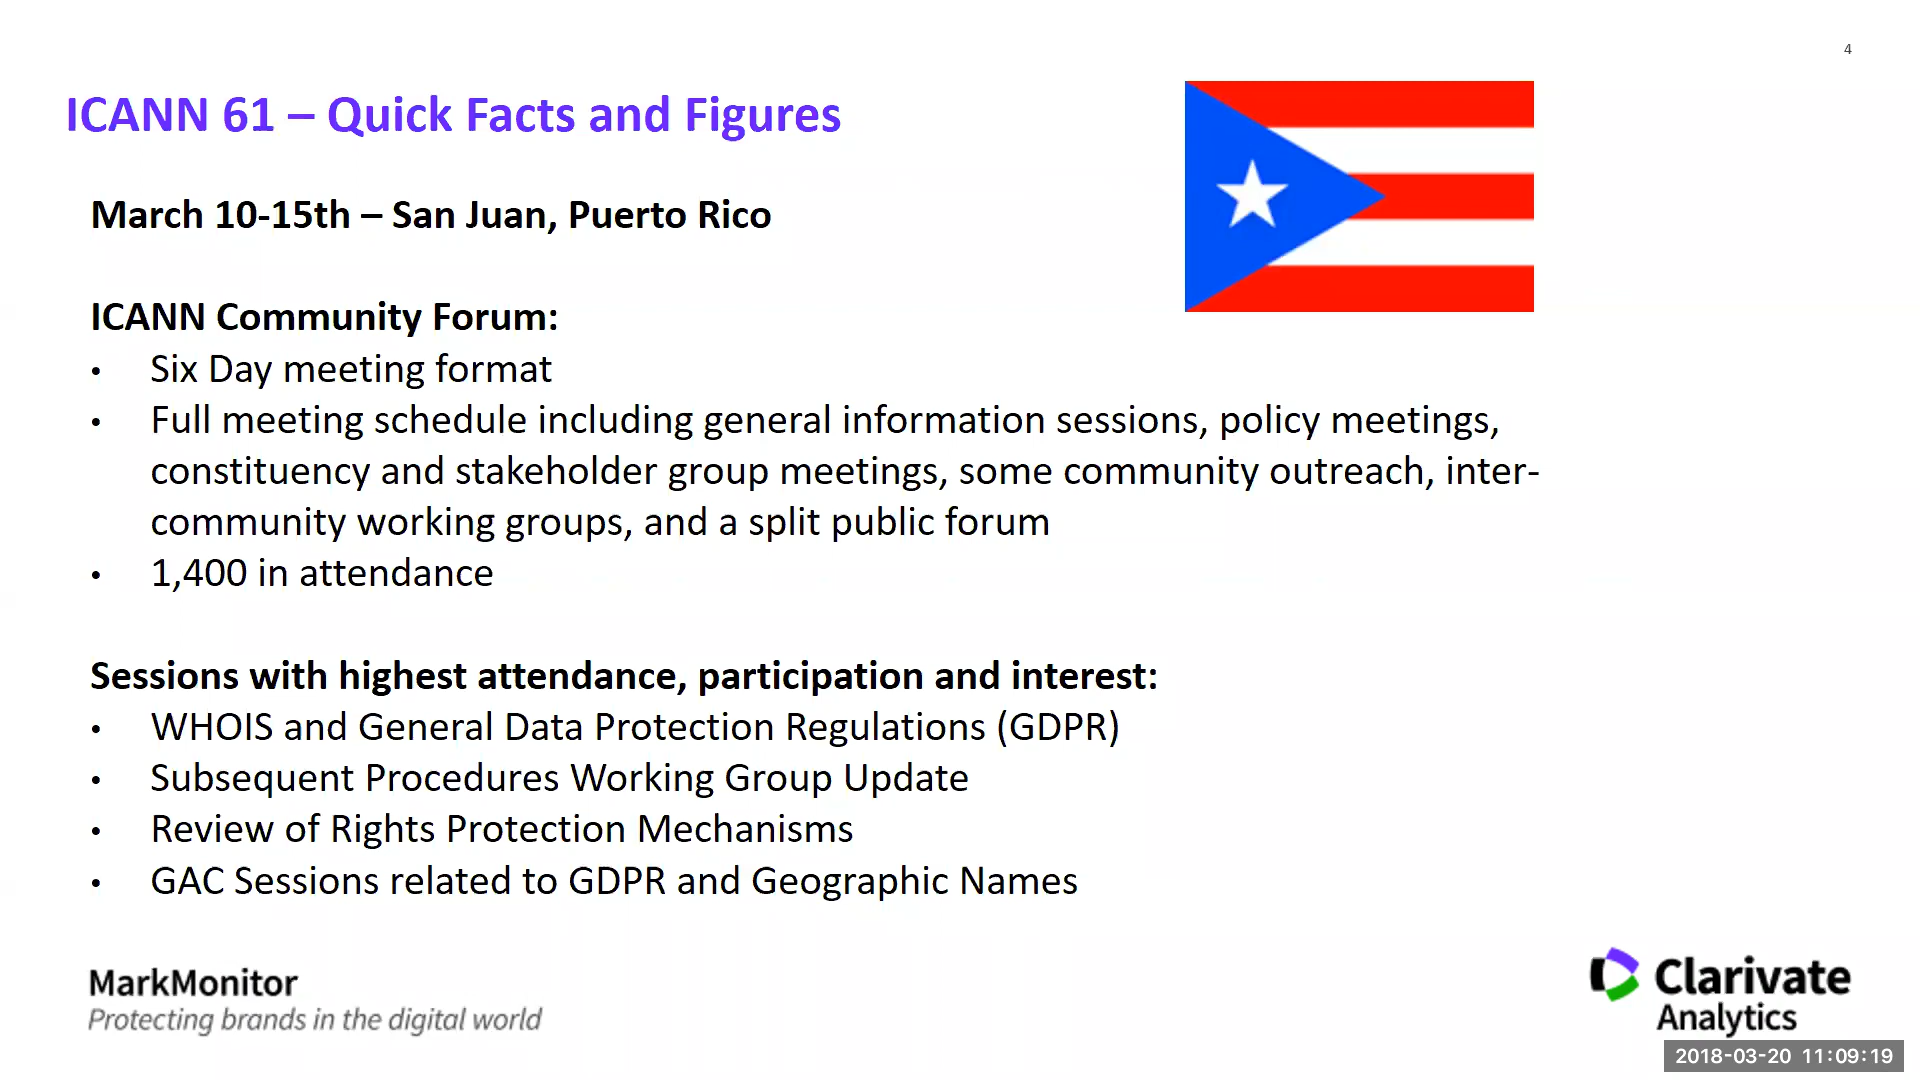 4
ICANN 61 – Quick Facts and Figures
March 10-15th – San Juan, Puerto Rico
ICANN Community Forum:
• Six Day meeting format
• Full meeting schedule including general information sessions, policy meetings,
constituency and stakeholder group meetings, some community outreach, inter-
community working groups, and a split public forum
• 1,400 in attendance
Sessions with highest attendance, participation and interest:
• WHOIS and General Data Protection Regulations (GDPR)
• Subsequent Procedures Working Group Update
• Review of Rights Protection Mechanisms
• GAC Sessions related to GDPR and Geographic Names
MarkMonitor
Protecting brands in the digital world
Clarivate
Analytics
2018-03-20 11:09:19